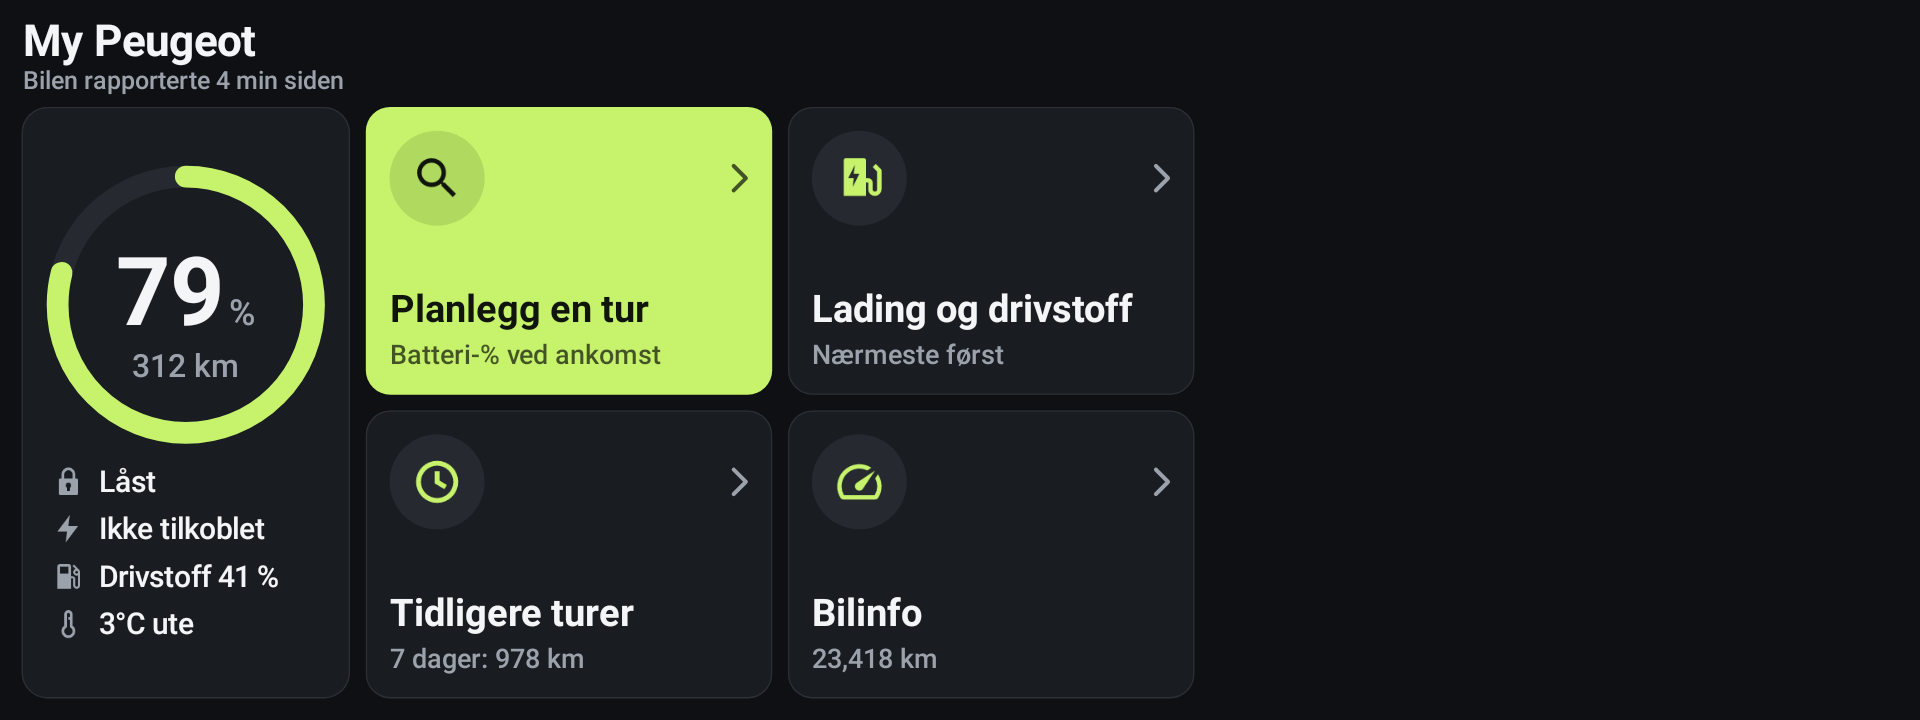 My Peugeot
Bilen rapporterte 4 min siden
79 %
312 km
Låst
Ikke tilkoblet
Drivstoff 41 %
3°C ute
Planlegg en tur
Batteri-% ved ankomst
Lading og drivstoff
Nærmeste først
Tidligere turer
7 dager: 978 km
Bilinfo
23,418 km